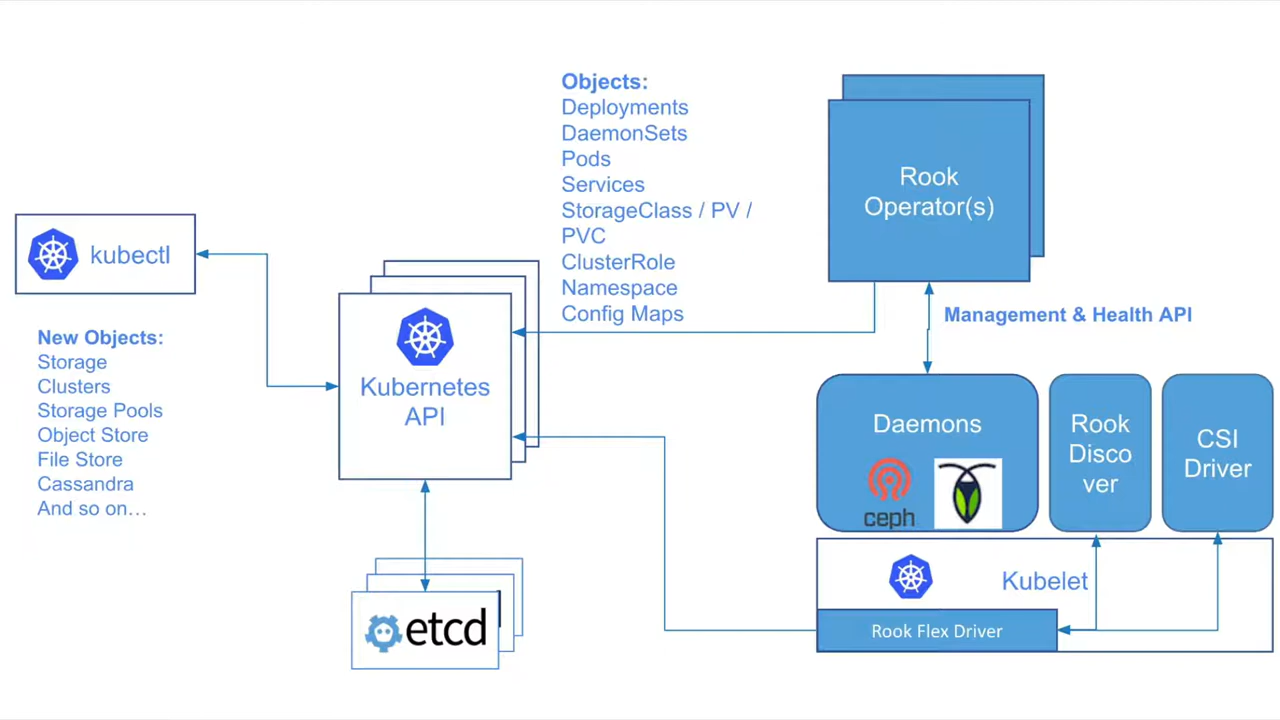 Objects:
Deployments
DaemonSets
Pods
Services
StorageClass / PV /
PVC
ClusterRole
Namespace
Config Maps
Rook
Operator(s)
kubectl
New Objects:
Storage
Clusters
Storage Pools
Object Store
File Store
Cassandra
And so on…
Kubernetes
API
Management & Health API
Daemons
ceph
Rook
Disco
ver
CSI
Driver
Kubelet
Rook Flex Driver
etcd